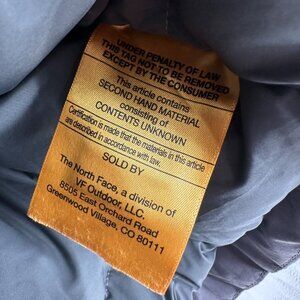 UNDER PENALTY OF LAW
THIS TAG NOT TO BE REMOVED
EXCEPT BY THE CONSUMER
This article contains
SECOND HAND MATERIAL
consisting of
CONTENTS UNKNOWN
Certification is made that the materials in this article
are described in accordance with law.
SOLD BY
The North Face, a division of
VF Outdoor, LLC.
8505 East Orchard Road
Greenwood Village, CO 80111